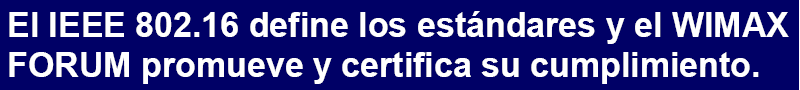 El IEEE 802.16 define los estándares y el WIMAX
FORUM promueve y certifica su cumplimiento.